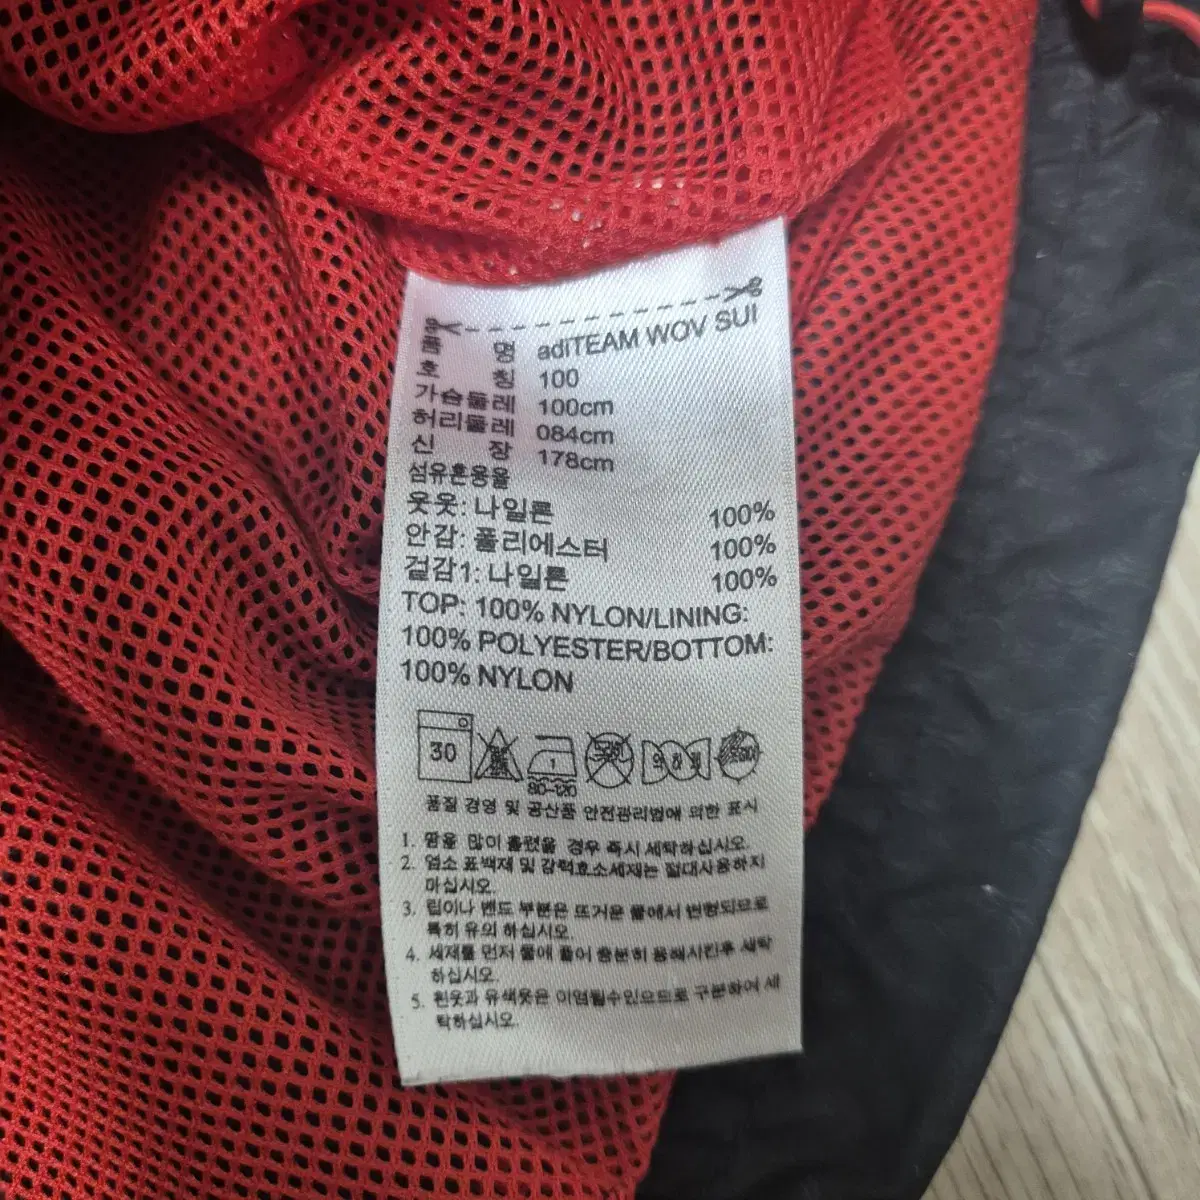 품 명 adiTEAM WOV SUI
호 칭 100
가슴둘레 100cm
허리둘레 084cm
신 장 178cm
섬유혼용율
웃옷: 나일론 100%
안감: 폴리에스터 100%
겉감1: 나일론 100%
TOP: 100% NYLON/LINING:
100% POLYESTER/BOTTOM:
100% NYLON
30
1
80-120
품질 경영 및 공산품 안전관리법에 의한 표시
1. 땀을 많이 흘렸을 경우 즉시 세탁하십시오.
2. 염소 표백제 및 강력효소세제는 절대사용하지
마십시오.
3. 립이나 밴드 부분은 뜨거운 물에서 변형되므로
특히 유의 하십시오.
4. 세제를 먼저 물에 풀어 충분히 용해시킨후 세탁
하십시오.
5. 흰옷과 유색옷은 이염될수있으므로 구분하여 세
탁하십시오.